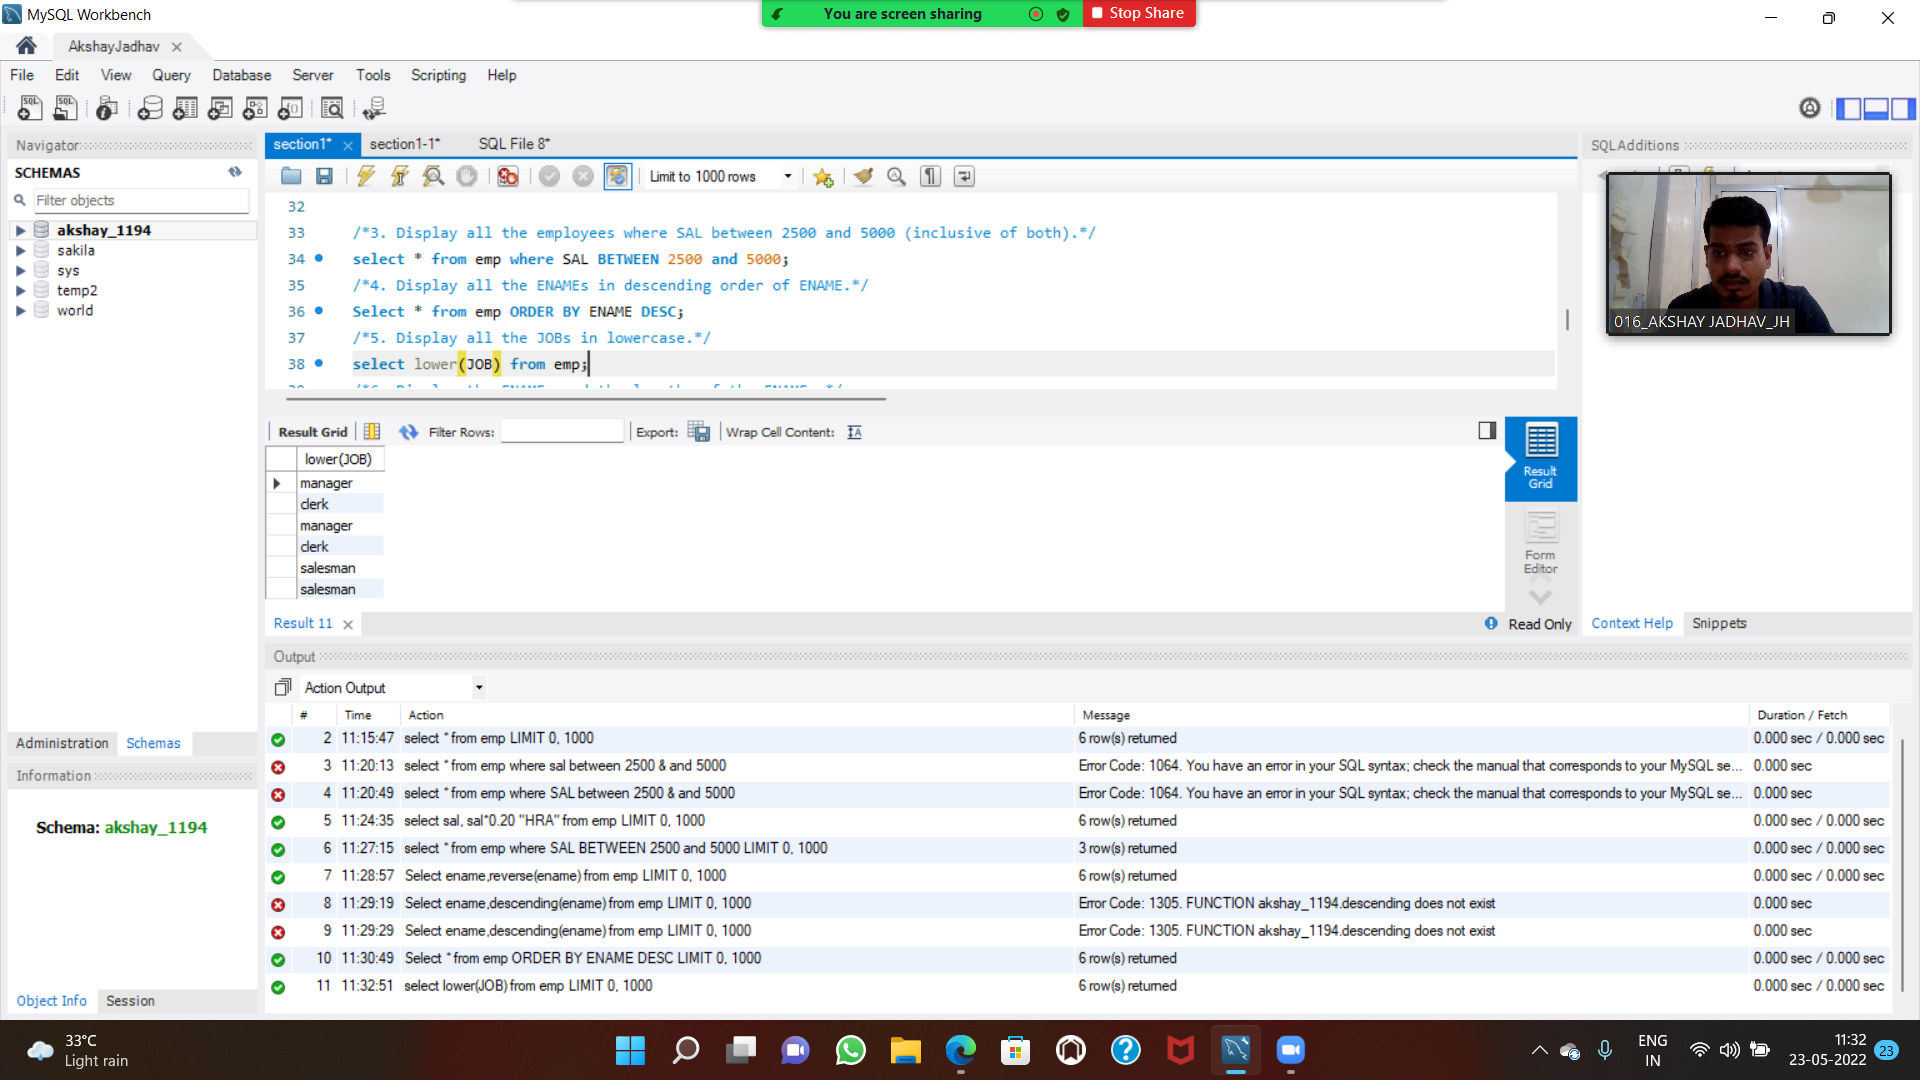 MySQL Workbench
You are screen sharing
Stop Share
AkshayJadhav
File Edit View Query Database Server Tools Scripting Help
Navigator
SCHEMAS
Filter objects
akshay_1194
sakila
sys
temp2
world
Administration Schemas
Information
Schema: akshay_1194
Object Info Session
section1* section1-1* SQL File 8*
Limit to 1000 rows
32
33 /*3. Display all the employees where SAL between 2500 and 5000 (inclusive of both).*/
34 select * from emp where SAL BETWEEN 2500 and 5000;
35 /*4. Display all the ENAMEs in descending order of ENAME.*/
36 Select * from emp ORDER BY ENAME DESC;
37 /*5. Display all the JOBs in lowercase.*/
38 select lower(JOB) from emp;
Result Grid Filter Rows: Export: Wrap Cell Content:
lower(JOB)
manager
clerk
manager
clerk
salesman
salesman
Result Grid
Form Editor
Result 11
Read Only
SQLAdditions
016_AKSHAY JADHAV_JH
Context Help Snippets
Output
Action Output
# Time Action Message Duration / Fetch
2 11:15:47 select * from emp LIMIT 0, 1000 6 row(s) returned 0.000 sec / 0.000 sec
3 11:20:13 select * from emp where sal between 2500 & and 5000 Error Code: 1064. You have an error in your SQL syntax; check the manual that corresponds to your MySQL se... 0.000 sec
4 11:20:49 select * from emp where SAL between 2500 & and 5000 Error Code: 1064. You have an error in your SQL syntax; check the manual that corresponds to your MySQL se... 0.000 sec
5 11:24:35 select sal, sal*0.20 "HRA" from emp LIMIT 0, 1000 6 row(s) returned 0.000 sec / 0.000 sec
6 11:27:15 select * from emp where SAL BETWEEN 2500 and 5000 LIMIT 0, 1000 3 row(s) returned 0.000 sec / 0.000 sec
7 11:28:57 Select ename,reverse(ename) from emp LIMIT 0, 1000 6 row(s) returned 0.000 sec / 0.000 sec
8 11:29:19 Select ename,descending(ename) from emp LIMIT 0, 1000 Error Code: 1305. FUNCTION akshay_1194.descending does not exist 0.000 sec
9 11:29:29 Select ename,descending(ename) from emp LIMIT 0, 1000 Error Code: 1305. FUNCTION akshay_1194.descending does not exist 0.000 sec
10 11:30:49 Select * from emp ORDER BY ENAME DESC LIMIT 0, 1000 6 row(s) returned 0.000 sec / 0.000 sec
11 11:32:51 select lower(JOB) from emp LIMIT 0, 1000 6 row(s) returned 0.000 sec / 0.000 sec
33°C
Light rain
ENG
IN
11:32
23-05-2022
23